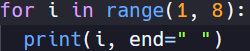 for i in range(1, 8):
  print(i, end=" ")